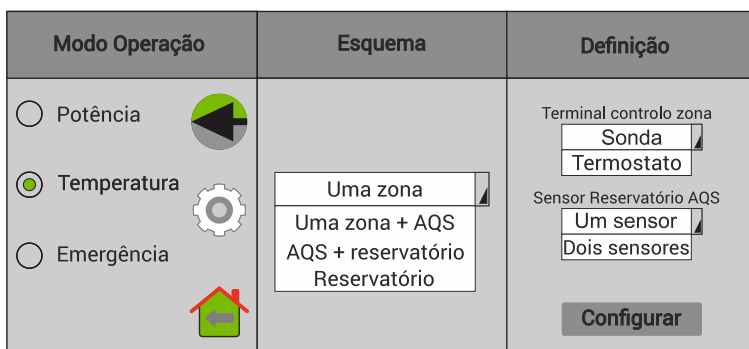 Modo Operação
Esquema
Definição
Potência
Temperatura
Emergência
Uma zona
Uma zona + AQS
AQS + reservatório
Reservatório
Terminal controlo zona
Sonda
Termostato
Sensor Reservatório AQS
Um sensor
Dois sensores
Configurar